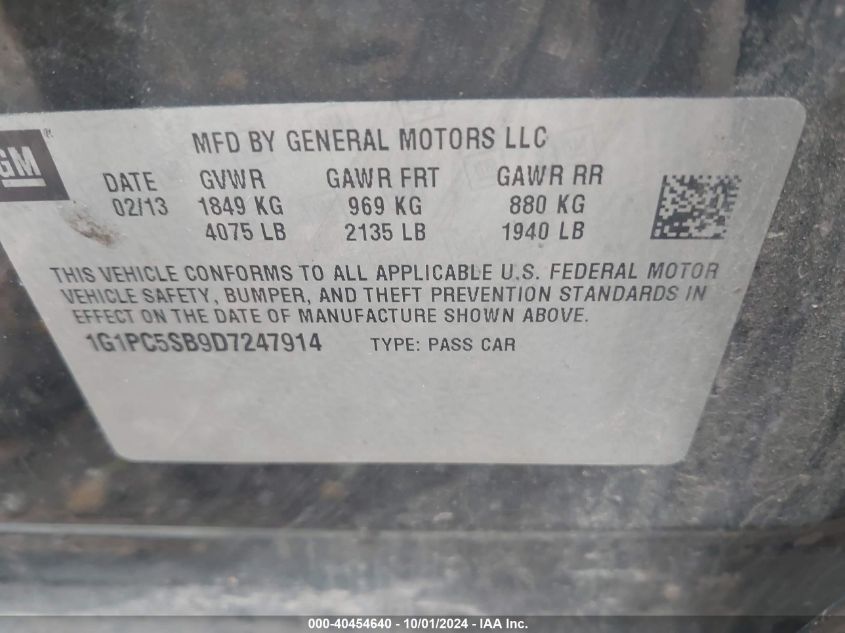 GM
MFD BY GENERAL MOTORS LLC
DATE GVWR GAWR FRT GAWR RR
02/13 1849 KG 969 KG 880 KG
4075 LB 2135 LB 1940 LB
THIS VEHICLE CONFORMS TO ALL APPLICABLE U.S. FEDERAL MOTOR
VEHICLE SAFETY, BUMPER, AND THEFT PREVENTION STANDARDS IN
EFFECT ON THE DATE OF MANUFACTURE SHOWN ABOVE.
1G1PC5SB9D7247914 TYPE: PASS CAR
000-40454640 - 10/01/2024 - IAA Inc.